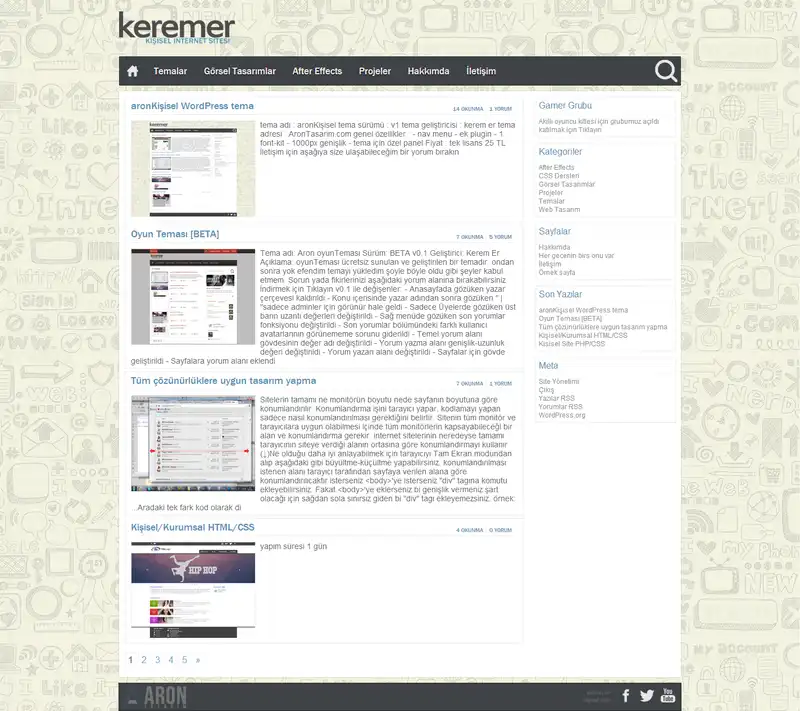 keremer
KIŞISEL INTERNET SITESI
Temalar Görsel Tasarımlar After Effects Projeler Hakkımda İletişim
aronKişisel WordPress tema
14 OKUNMA 1 YORUM
tema adı : aronKişisel tema sürümü : v1 tema geliştiricisi : kerem er tema
adresi : AronTasarim.com genel özellikler: - nav menu - ek plugin - 1
font-kit - 1000px genişlik - tema için özel panel Fiyat : tek lisans 25 TL
İletişim için aşağıya size ulaşabileceğim bir yorum bırakın
Oyun Teması [BETA]
7 OKUNMA 5 YORUM
Tema adı: Aron oyunTeması Sürüm: BETA v0.1 Geliştirici: Kerem Er
Açıklama: oyunTeması ücretsiz sunulan ve geliştirilen bir temadır. ondan
sonra yok efendim temayı yükledim şöyle böyle oldu gibi şeyler kabul
etmem. Sorun yada fikirlerinizi aşağıdaki yorum alanına bırakabilirsiniz.
İndirmek için Tıklayın v0.1 ile değişenler: - Anasayfada gözüken yazar
çerçevesi kaldırıldı - Konu içerisinde yazar adından sonra gözüken " |
"sadece adminler için görünür hale geldi - Sadece Üyelerde gözüken üst
barın uzantı değerleri değiştirildi - Sağ menüde gözüken son yorumlar
fonksiyonu değiştirildi - Son yorumlar bölümündeki farklı kullanıcı
avatarlarının görünememe sorunu giderildi - Temel yorum alanı
gövdesinin değer adı değiştirildi - Yorum yazma alanı genişlik-uzunluk
değeri değiştirildi - Yorum yazarı alanı değiştirildi - Sayfalar için gövde
geliştirildi - Sayfalara yorum alanı eklendi
Tüm çözünürlüklere uygun tasarım yapma
7 OKUNMA 1 YORUM
Sitelerin tamamı ne monitörün boyutu nede sayfanın boyutuna göre
konumlandırılır. Konumlandırma işini tarayıcı yapar, kodlamayı yapan
sadece nasıl konumlandırılması gerektiğini belirlir. Sitenin tüm monitör ve
tarayıcılara uygun olabilmesi içinde tüm monitörlerin kapsayabileceği bir
alan ve konumlandırma gerekir. internet sitelerinin neredeyse tamamı
tarayıcının siteye verdiği alanın ortasına göre konumlandırmayı kullanır
(¿)Ne olduğu daha iyi anlayabilmek için tarayıcıyı Tam Ekran modundan
alıp aşağıdaki gibi büyültme-küçültme yapabilirsiniz. konumlandırılması
istenen alanı tarayıcı tarafından sayfaya verilen alana göre
konumlandırılacaktır isterseniz <body>'ye isterseniz "div" tagına komutu
ekleyebilirsiniz. Fakat <body>'ye eklerseniz bi genişlik vermeniz şart
olacağı için sağdan sola sınırsız giden bi "div" tagı ekleyemezsiniz. örnek:
...Aradaki tek fark kod olarak di
Kişisel/Kurumsal HTML/CSS
4 OKUNMA 0 YORUM
HIP HOP
yapım süresi 1 gün
1 2 3 4 5 »
Gamer Grubu
Akıllı oyuncu kitlesi için grubumuz açıldı
katılmak için Tıklayın
Kategoriler
After Effects
CSS Dersleri
Görsel Tasarımlar
Projeler
Temalar
Web Tasarım
Sayfalar
Hakkımda
Her gecenin birs onu var
İletişim
Örnek sayfa
Son Yazılar
aronKişisel WordPress tema
Oyun Teması [BETA]
Tüm çözünürlüklere uygun tasarım yapma
Kişisel/Kurumsal HTML/CSS
Kişisel Site PHP/CSS
Meta
Site Yönetimi
Çıkış
Yazılar RSS
Yorumlar RSS
WordPress.org
ARON
TASARIM
You
Tube